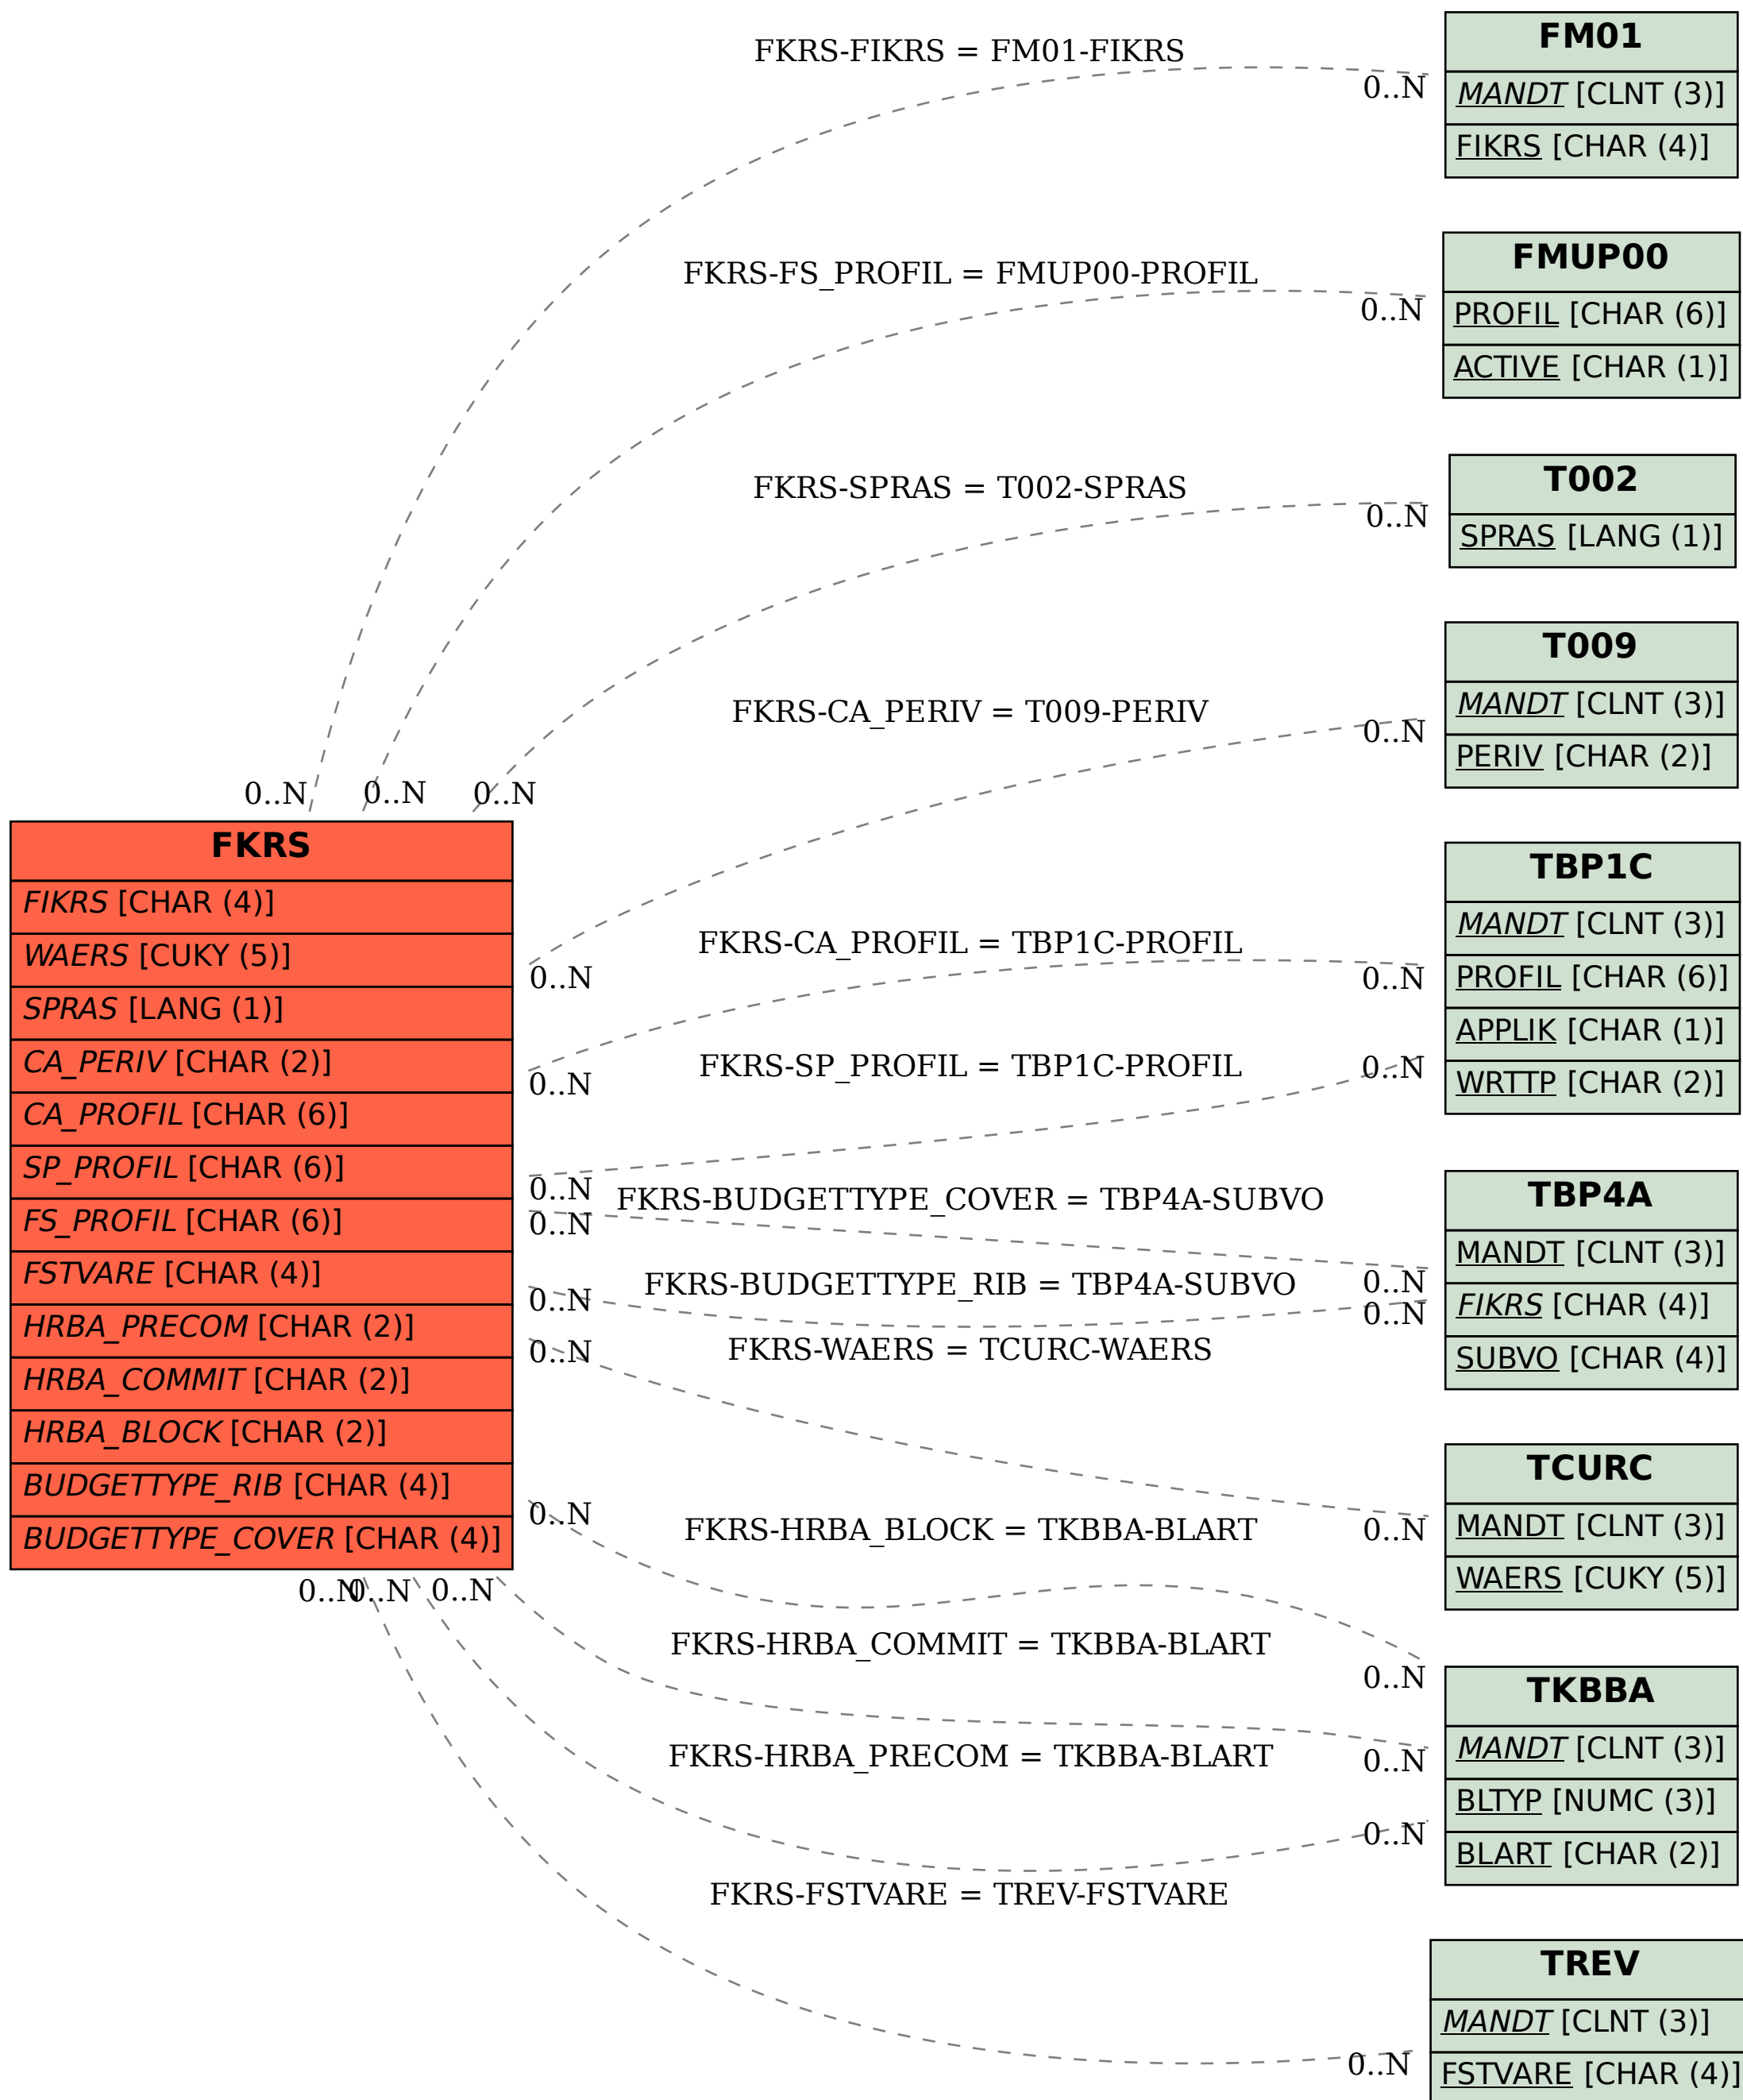 FKRS-FIKRS = FM01-FIKRS
0..N
FM01
MANDT [CLNT (3)]
FIKRS [CHAR (4)]
FKRS-FS_PROFIL = FMUP00-PROFIL
0..N
FMUP00
PROFIL [CHAR (6)]
ACTIVE [CHAR (1)]
FKRS-SPRAS = T002-SPRAS
0..N
T002
SPRAS [LANG (1)]
FKRS-CA_PERIV = T009-PERIV
0..N
T009
MANDT [CLNT (3)]
PERIV [CHAR (2)]
0..N
0..N
0..N
FKRS
FIKRS [CHAR (4)]
WAERS [CUKY (5)]
SPRAS [LANG (1)]
CA_PERIV [CHAR (2)]
CA_PROFIL [CHAR (6)]
SP_PROFIL [CHAR (6)]
FS_PROFIL [CHAR (6)]
FSTVARE [CHAR (4)]
HRBA_PRECOM [CHAR (2)]
HRBA_COMMIT [CHAR (2)]
HRBA_BLOCK [CHAR (2)]
BUDGETTYPE_RIB [CHAR (4)]
BUDGETTYPE_COVER [CHAR (4)]
0..N
0..N
0..N
0..N
0..N
0..N
0..N
0..N
0..N
0..N
FKRS-CA_PROFIL = TBP1C-PROFIL
0..N
FKRS-SP_PROFIL = TBP1C-PROFIL
0..N
TBP1C
MANDT [CLNT (3)]
PROFIL [CHAR (6)]
APPLIK [CHAR (1)]
WRTTP [CHAR (2)]
FKRS-BUDGETTYPE_COVER = TBP4A-SUBVO
0..N
FKRS-BUDGETTYPE_RIB = TBP4A-SUBVO
0..N
TBP4A
MANDT [CLNT (3)]
FIKRS [CHAR (4)]
SUBVO [CHAR (4)]
FKRS-WAERS = TCURC-WAERS
0..N
TCURC
MANDT [CLNT (3)]
WAERS [CUKY (5)]
FKRS-HRBA_BLOCK = TKBBA-BLART
0..N
FKRS-HRBA_COMMIT = TKBBA-BLART
0..N
FKRS-HRBA_PRECOM = TKBBA-BLART
0..N
TKBBA
MANDT [CLNT (3)]
BLTYP [NUMC (3)]
BLART [CHAR (2)]
FKRS-FSTVARE = TREV-FSTVARE
0..N
TREV
MANDT [CLNT (3)]
FSTVARE [CHAR (4)]